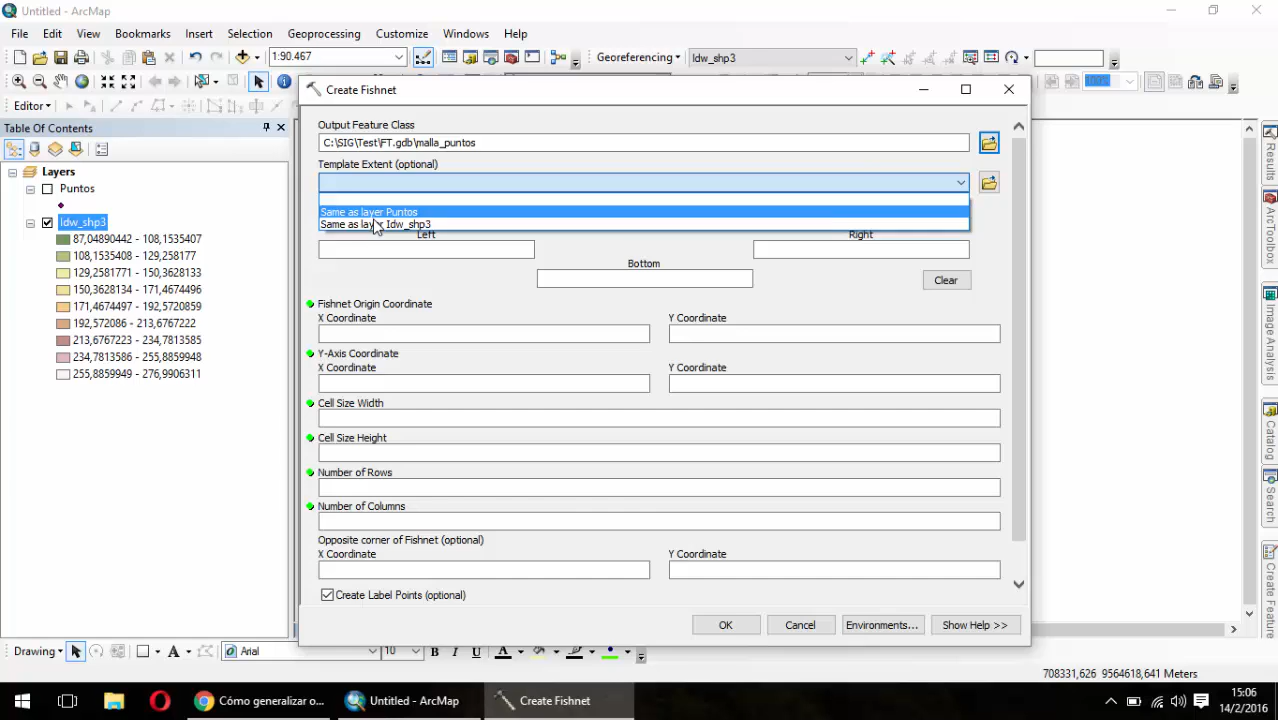 Untitled - ArcMap
File Edit View Bookmarks Insert Selection Geoprocessing Customize Windows Help
1:90.467
Georeferencing
Idw_shp3
100%
Editor
Create Fishnet
Table Of Contents
Layers
Puntos
Idw_shp3
87,04890442 - 108,1535407
108,1535408 - 129,258177
129,2581771 - 150,3628133
150,3628134 - 171,4674496
171,4674497 - 192,5720859
192,572086 - 213,6767222
213,6767223 - 234,7813585
234,7813586 - 255,8859948
255,8859949 - 276,9906311
Output Feature Class
C:\SIG\Test\FT.gdb\malla_puntos
Template Extent (optional)
Same as layer Puntos
Same as lay Idw_shp3
Left
Right
Bottom
Clear
Fishnet Origin Coordinate
X Coordinate
Y Coordinate
Y-Axis Coordinate
X Coordinate
Y Coordinate
Cell Size Width
Cell Size Height
Number of Rows
Number of Columns
Opposite corner of Fishnet (optional)
X Coordinate
Y Coordinate
Create Label Points (optional)
OK
Cancel
Environments...
Show Help >>
Results
ArcToolbox
Image Analysis
Catalog
Search
Create Feature
Drawing
Arial
10
B I U A
708331,626 9564618,641 Meters
Cómo generalizar o...
Untitled - ArcMap
Create Fishnet
15:06
14/2/2016